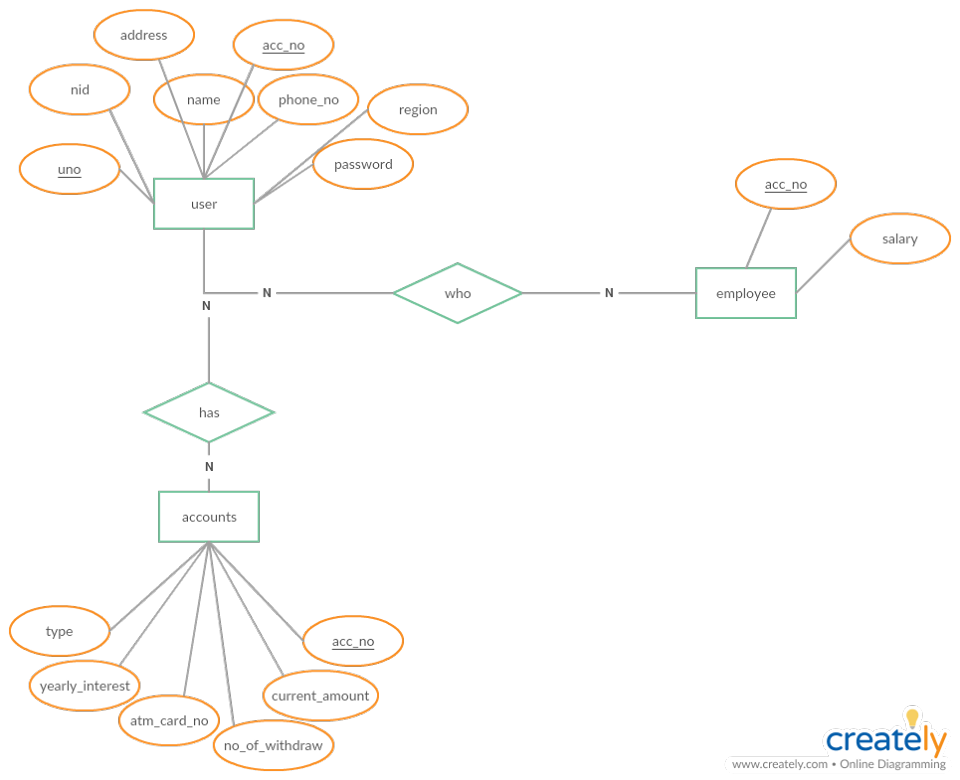 address
acc_no
nid
name
phone_no
region
uno
password
user
acc_no
salary
N
who
N
employee
N
has
N
accounts
type
acc_no
yearly_interest
current_amount
atm_card_no
no_of_withdraw
creately
www.creately.com • Online Diagramming